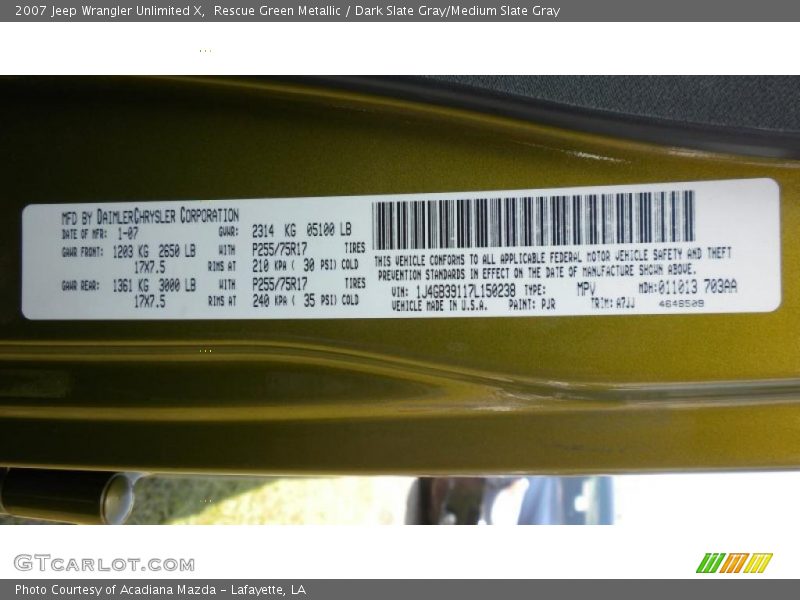 2007 Jeep Wrangler Unlimited X,  Rescue Green Metallic / Dark Slate Gray/Medium Slate Gray
MFD BY DAIMLERCHRYSLER CORPORATION
DATE OF MFR: 1-07 GVWR: 2314 KG 05100 LB
GAWR FRONT: 1203 KG 2650 LB WITH P255/75R17 TIRES
17X7.5 RIMS AT 210 KPA ( 30 PSI) COLD
GAWR REAR: 1361 KG 3000 LB WITH P255/75R17 TIRES
17X7.5 RIMS AT 240 KPA ( 35 PSI) COLD
THIS VEHICLE CONFORMS TO ALL APPLICABLE FEDERAL MOTOR VEHICLE SAFETY AND THEFT
PREVENTION STANDARDS IN EFFECT ON THE DATE OF MANUFACTURE SHOWN ABOVE.
VIN: 1J4GB39117L150238 TYPE: MPV MDH: 011013 703AA
VEHICLE MADE IN U.S.A. PAINT: PJR TRIM: A7JJ 4648509
GTCarLot.com
Photo Courtesy of Acadiana Mazda - Lafayette, LA